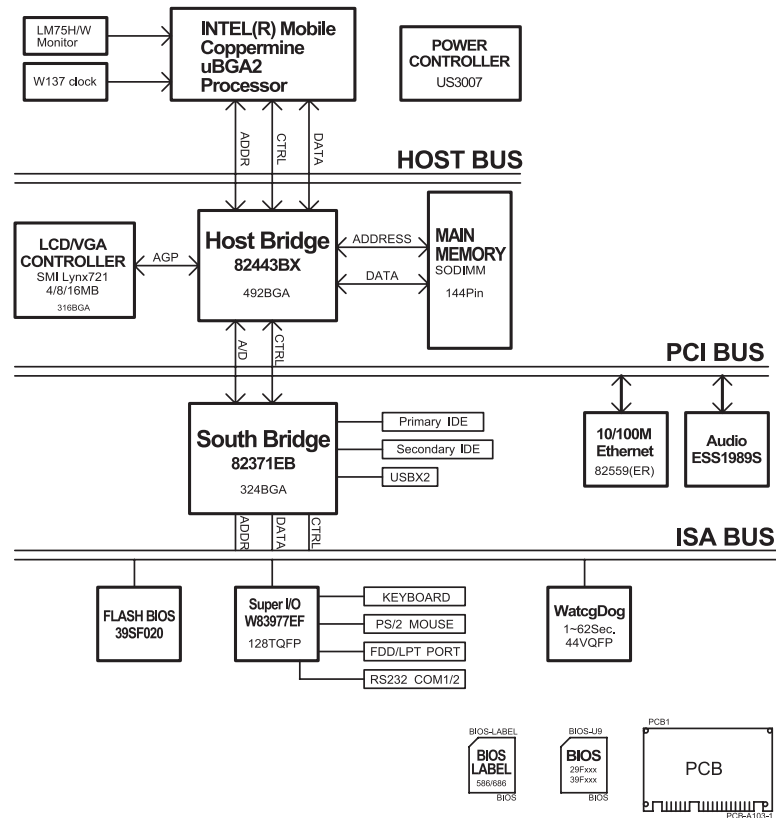 LM75H/W
Monitor
W137 clock
INTEL(R) Mobile
Coppermine
uBGA2
Processor
POWER
CONTROLLER
US3007
ADDR
CTRL
DATA
HOST BUS
LCD/VGA
CONTROLLER
SMI Lynx721
4/8/16MB
316BGA
AGP
Host Bridge
82443BX
492BGA
ADDRESS
DATA
MAIN
MEMORY
SODIMM
144Pin
A/D
CTRL
PCI BUS
South Bridge
82371EB
324BGA
Primary IDE
Secondary IDE
USBX2
10/100M
Ethernet
82559(ER)
Audio
ESS1989S
ADDR
DATA
CTRL
ISA BUS
FLASH BIOS
39SF020
Super I/O
W83977EF
128TQFP
KEYBOARD
PS/2 MOUSE
FDD/LPT PORT
RS232 COM1/2
WatcgDog
1~62Sec.
44VQFP
BIOS-LABEL
BIOS
LABEL
586/686
BIOS
BIOS-U9
BIOS
29Fxxx
39Fxxx
BIOS
PCB1
PCB
PCB-A103-1